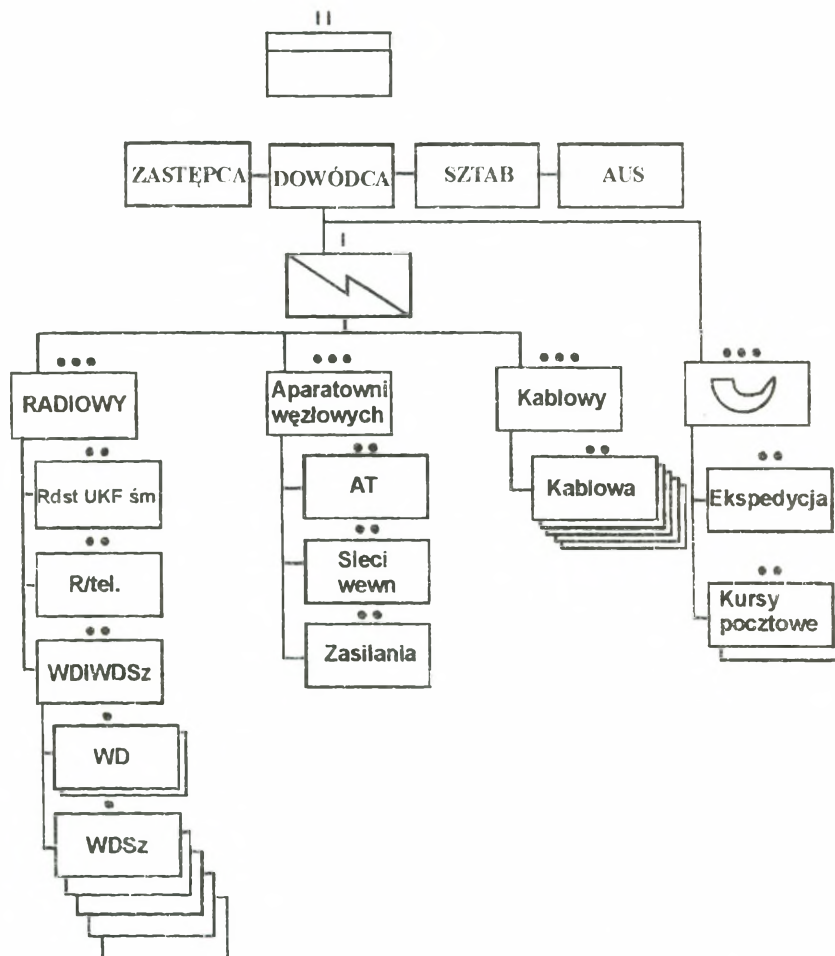 ZASTĘPCA
DOWÓDCA
SZTAB
AUS
RADIOWY
Aparatowni
węzłowych
Kablowy
Rdst UKF śm
AT
Kablowa
Ekspedycja
R/tel.
Sieci
wewn
Kursy
pocztowe
WDIWDSz
Zasilania
WD
WDSz